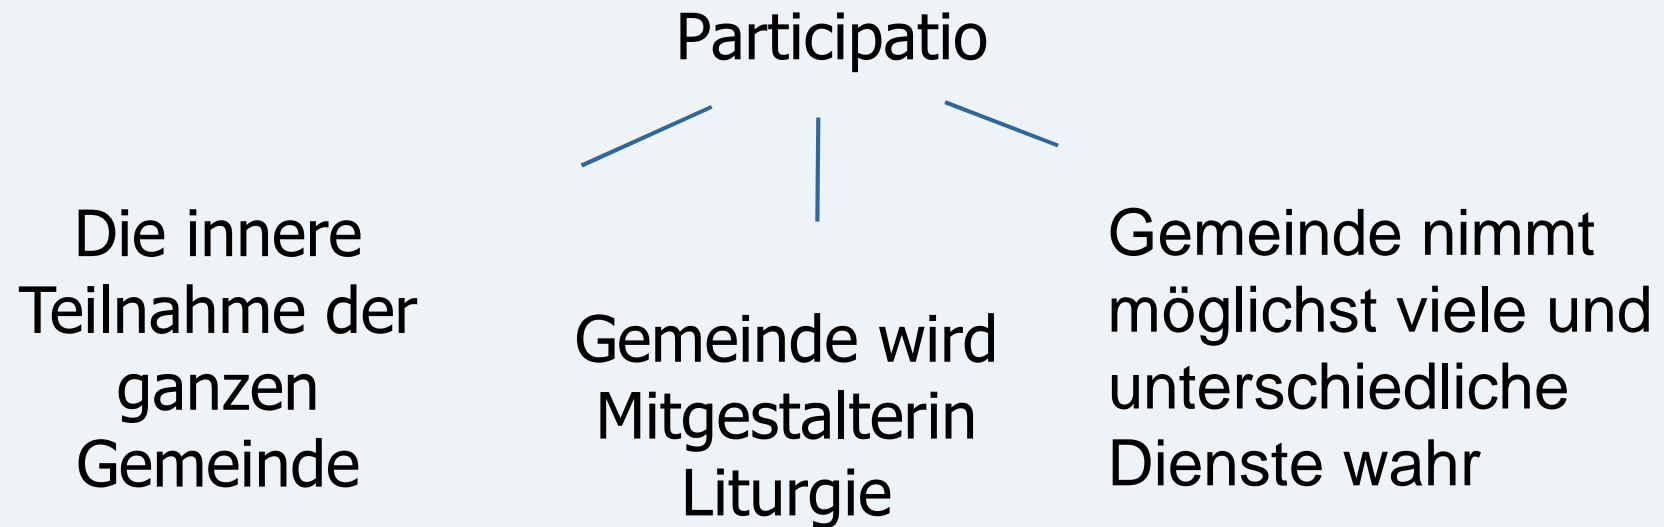 Participatio
Die innere
Teilnahme der
ganzen
Gemeinde
Gemeinde wird
Mitgestalterin
Liturgie
Gemeinde nimmt
möglichst viele und
unterschiedliche
Dienste wahr